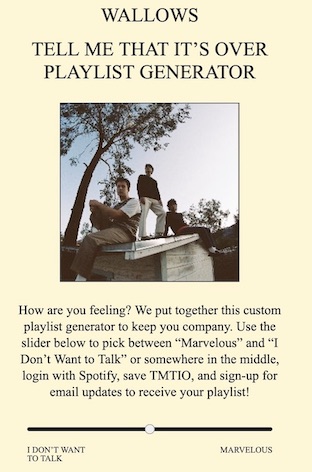 WALLOWS
TELL ME THAT IT'S OVER
PLAYLIST GENERATOR
How are you feeling? We put together this custom
playlist generator to keep you company. Use the
slider below to pick between “Marvelous” and “I
Don’t Want to Talk” or somewhere in the middle,
login with Spotify, save TMTIO, and sign-up for
email updates to receive your playlist!
I DON'T WANT
TO TALK
MARVELOUS